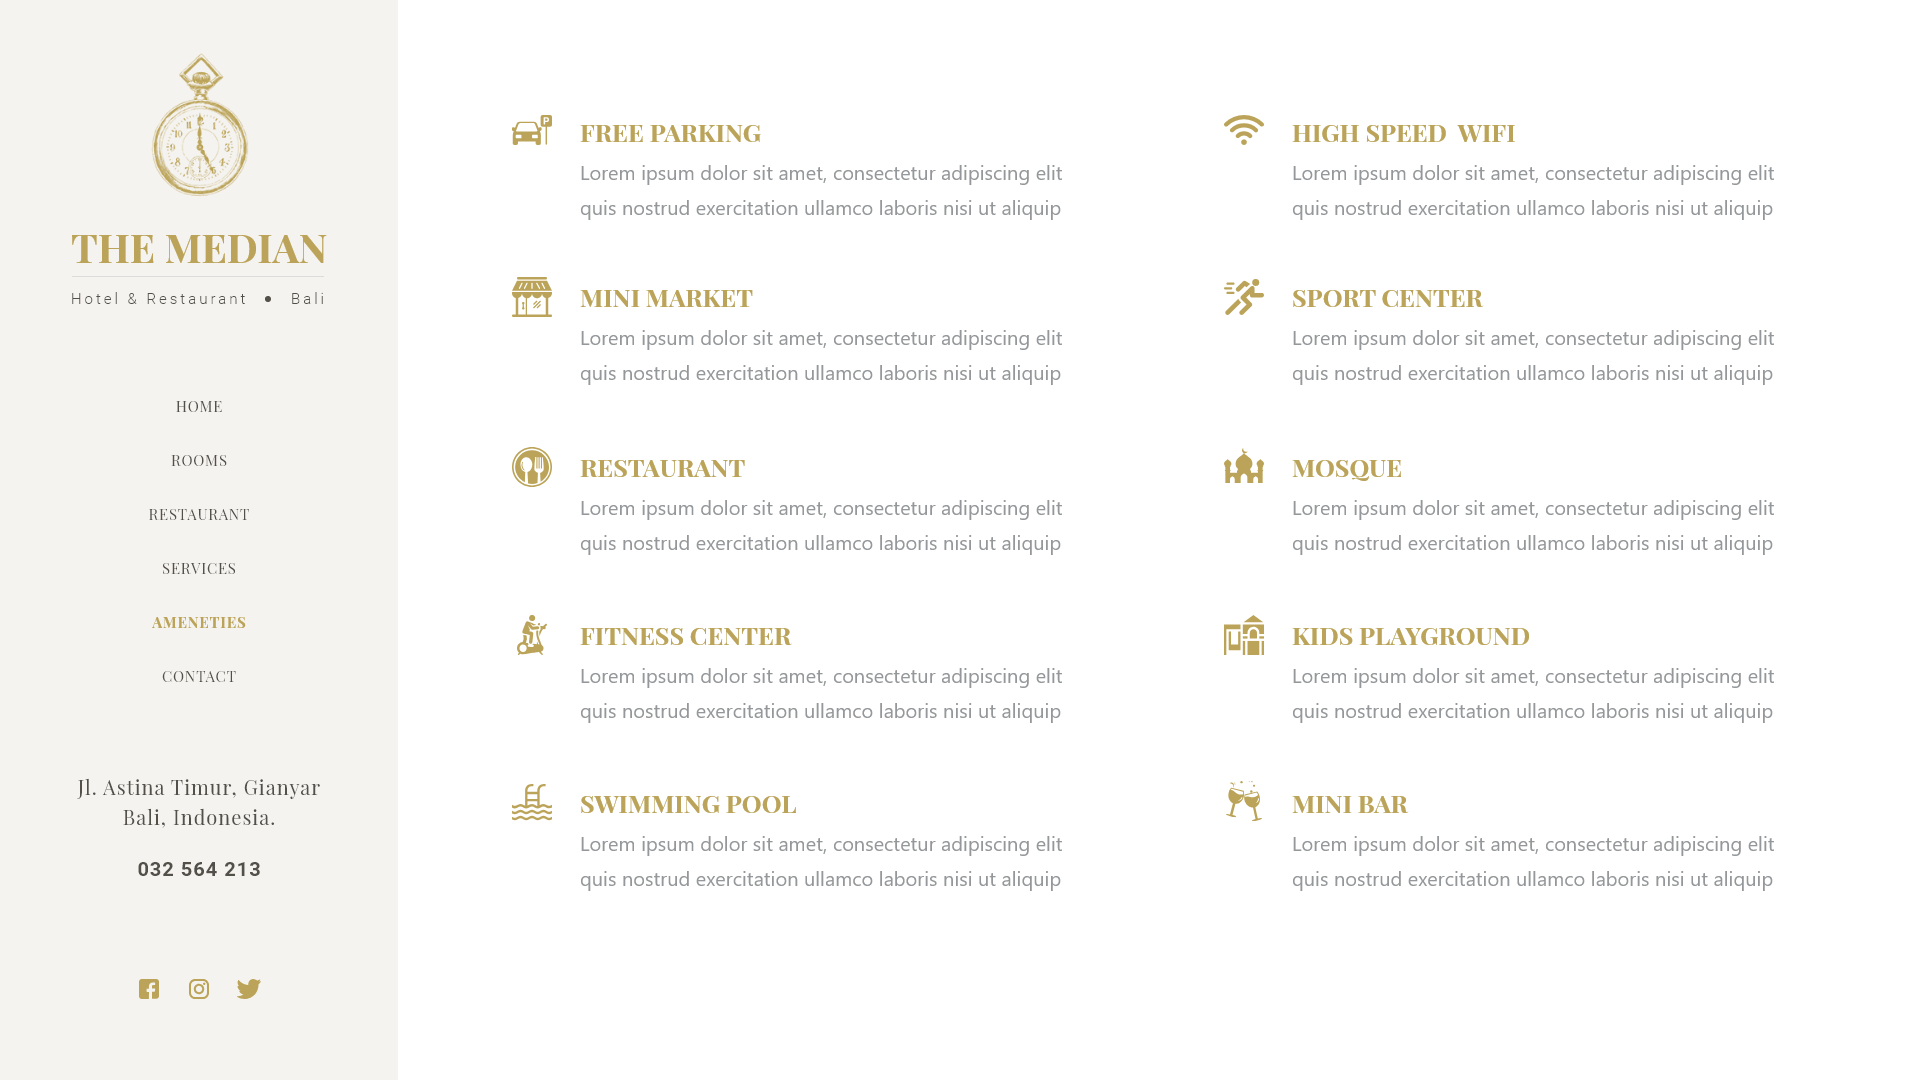 THE MEDIAN
Hotel & Restaurant • Bali
HOME
ROOMS
RESTAURANT
SERVICES
AMENETIES
CONTACT
Jl. Astina Timur, Gianyar
Bali, Indonesia.
032 564 213
P
FREE PARKING
Lorem ipsum dolor sit amet, consectetur adipiscing elit
quis nostrud exercitation ullamco laboris nisi ut aliquip
HIGH SPEED  WIFI
Lorem ipsum dolor sit amet, consectetur adipiscing elit
quis nostrud exercitation ullamco laboris nisi ut aliquip
MINI MARKET
Lorem ipsum dolor sit amet, consectetur adipiscing elit
quis nostrud exercitation ullamco laboris nisi ut aliquip
SPORT CENTER
Lorem ipsum dolor sit amet, consectetur adipiscing elit
quis nostrud exercitation ullamco laboris nisi ut aliquip
RESTAURANT
Lorem ipsum dolor sit amet, consectetur adipiscing elit
quis nostrud exercitation ullamco laboris nisi ut aliquip
MOSQUE
Lorem ipsum dolor sit amet, consectetur adipiscing elit
quis nostrud exercitation ullamco laboris nisi ut aliquip
FITNESS CENTER
Lorem ipsum dolor sit amet, consectetur adipiscing elit
quis nostrud exercitation ullamco laboris nisi ut aliquip
KIDS PLAYGROUND
Lorem ipsum dolor sit amet, consectetur adipiscing elit
quis nostrud exercitation ullamco laboris nisi ut aliquip
SWIMMING POOL
Lorem ipsum dolor sit amet, consectetur adipiscing elit
quis nostrud exercitation ullamco laboris nisi ut aliquip
MINI BAR
Lorem ipsum dolor sit amet, consectetur adipiscing elit
quis nostrud exercitation ullamco laboris nisi ut aliquip